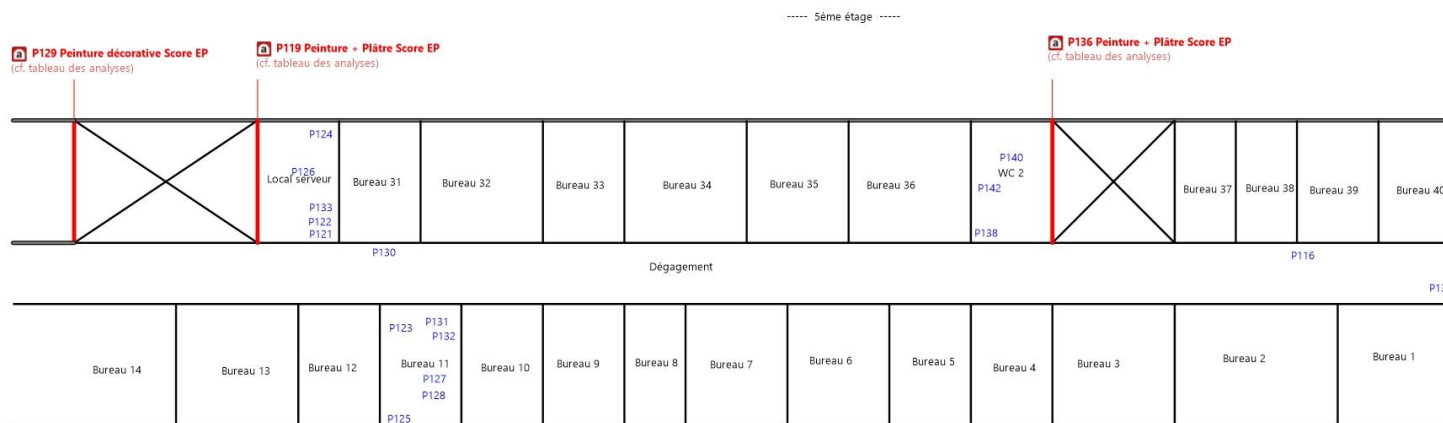 ----- 5ème étage -----
a P129 Peinture décorative Score EP
(cf. tableau des analyses)
a P119 Peinture + Plâtre Score EP
(cf. tableau des analyses)
a P136 Peinture + Plâtre Score EP
(cf. tableau des analyses)
P124
P126
Local serveur
P133
P122
P121
Bureau 31
Bureau 32
Bureau 33
Bureau 34
Bureau 35
Bureau 36
P140
WC 2
P142
P138
Bureau 37
Bureau 38
Bureau 39
Bureau 40
P130
Dégagement
P116
Bureau 14
Bureau 13
Bureau 12
P123
P131
P132
Bureau 11
P127
P128
P125
Bureau 10
Bureau 9
Bureau 8
Bureau 7
Bureau 6
Bureau 5
Bureau 4
Bureau 3
Bureau 2
Bureau 1